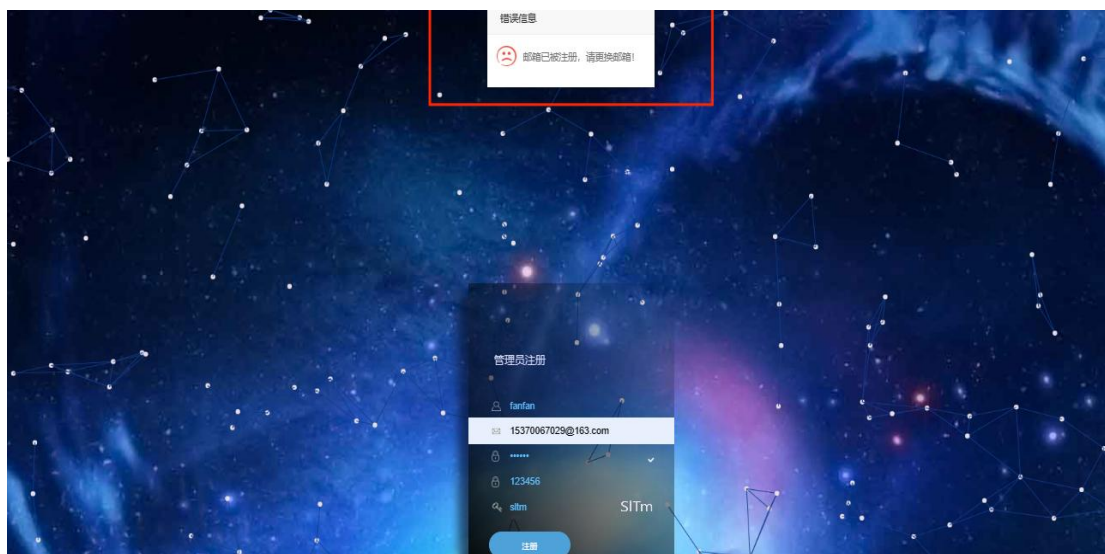 错误信息
邮箱已被注册，请更换邮箱！
管理员注册
fanfan
15370067029@163.com
••••••
123456
sltm
SlTm
注册